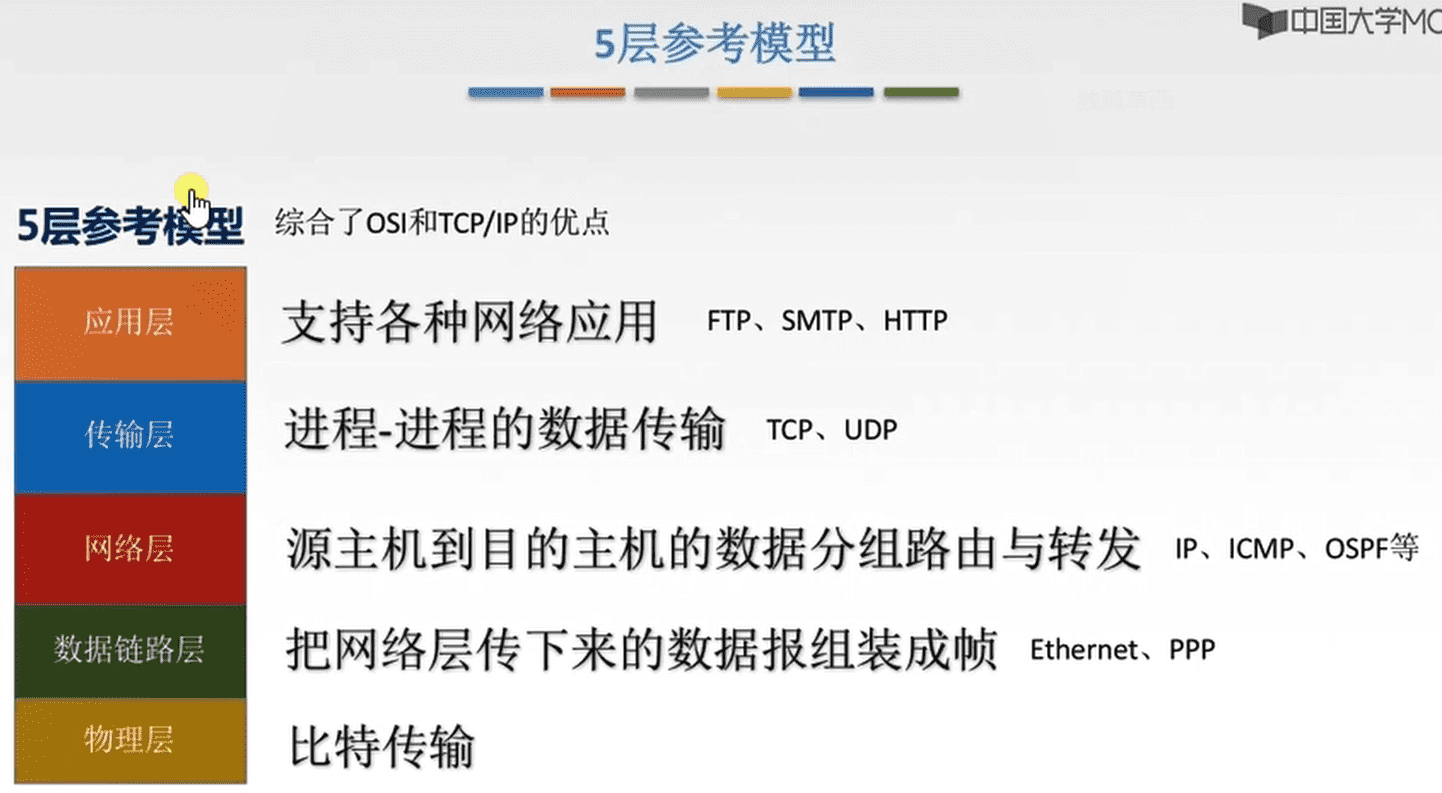 中国大学MO
5层参考模型
5层参考模型 综合了OSI和TCP/IP的优点
应用层 支持各种网络应用 FTP、SMTP、HTTP
传输层 进程-进程的数据传输 TCP、UDP
网络层 源主机到目的主机的数据分组路由与转发 IP、ICMP、OSPF等
数据链路层 把网络层传下来的数据报组装成帧 Ethernet、PPP
物理层 比特传输